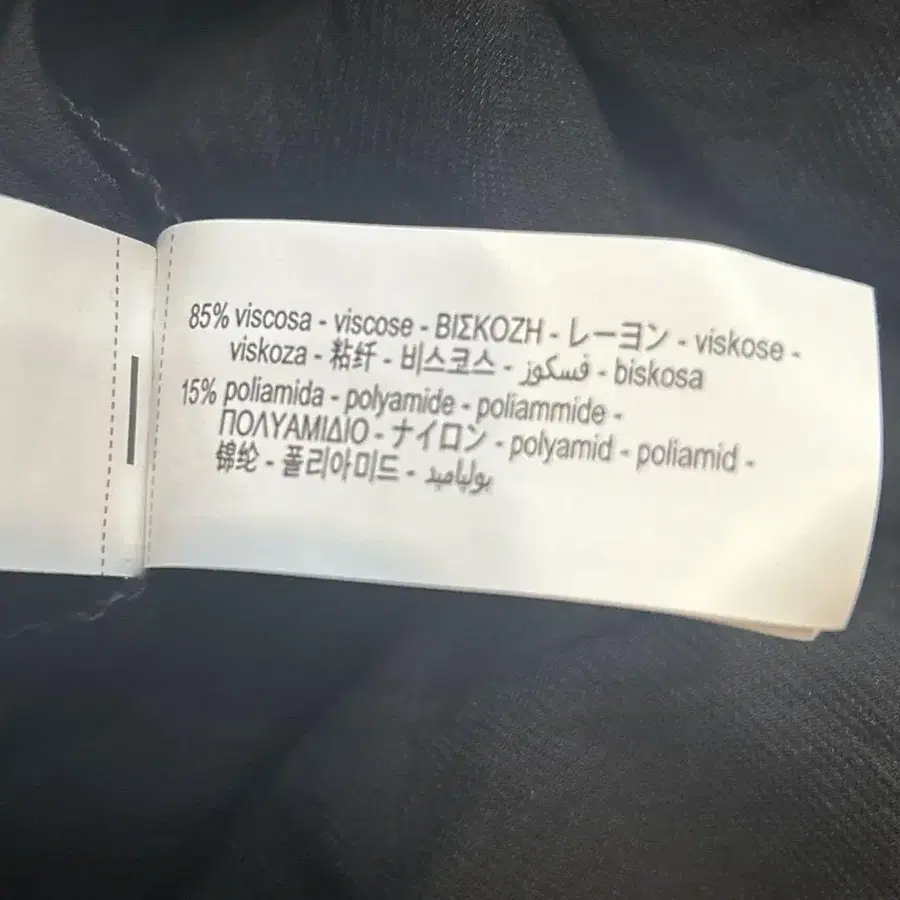 85% viscosa - viscose - ΒΙΣΚΟΖΗ - レーヨン - viskose -
viskoza - 粘纤 - 비스코스 - فسكوز - biskosa
15% poliamida - polyamide - poliammide -
ΠΟΛΥΑΜΙΔΙΟ - ナイロン - polyamid - poliamid -
锦纶 - 폴리아미드 - بولياميد